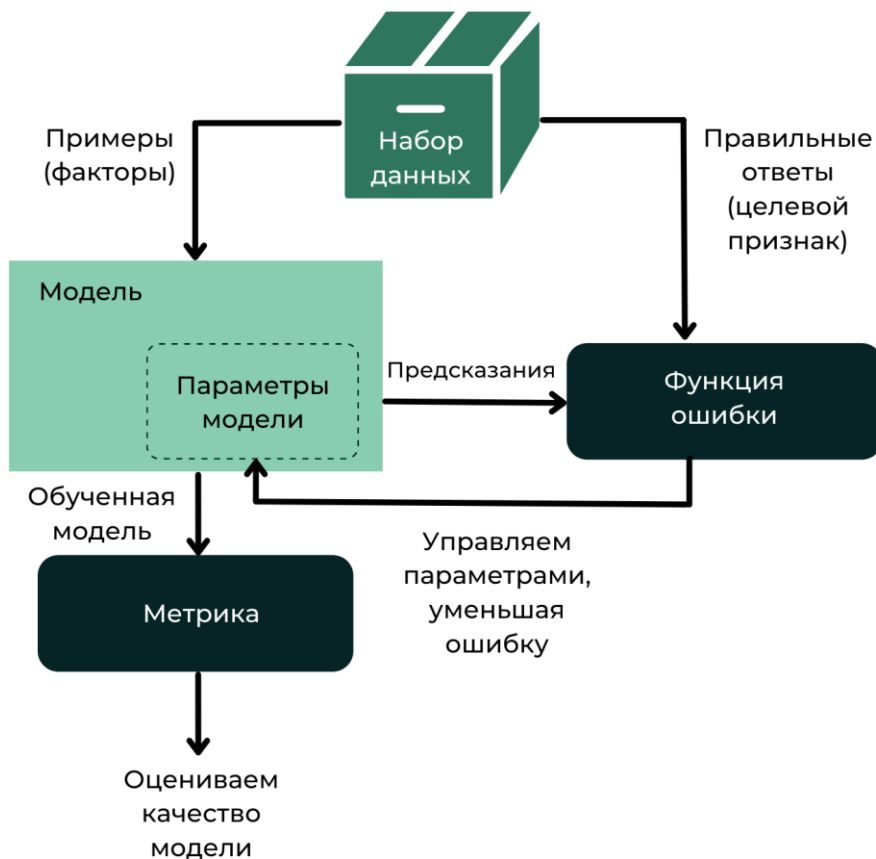 Набор
данных
Примеры
(факторы)
Правильные
ответы
(целевой
признак)
Модель
Параметры
модели
Предсказания
Функция
ошибки
Обученная
модель
Управляем
параметрами,
уменьшая
ошибку
Метрика
Оцениваем
качество
модели